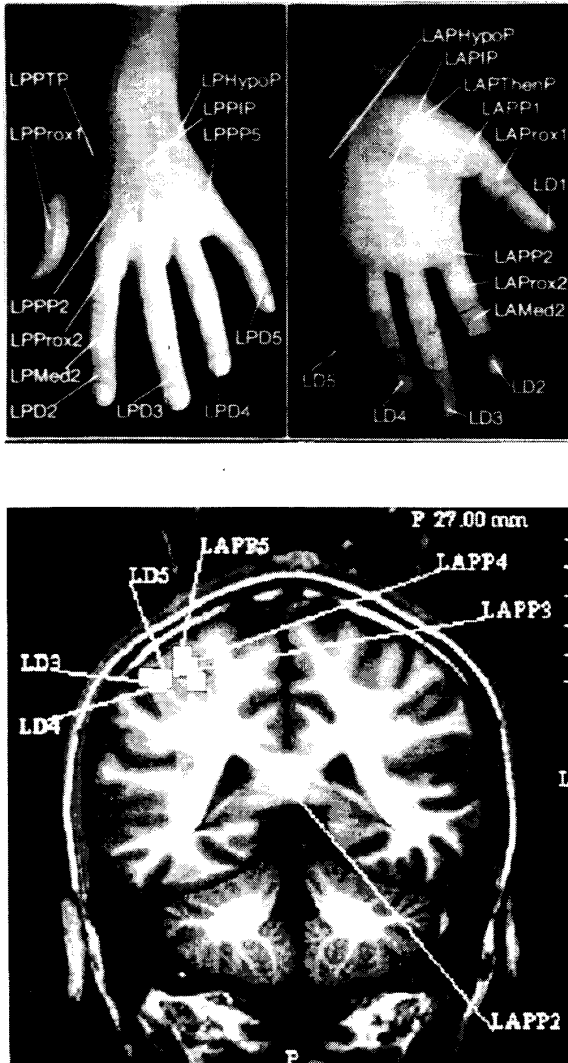 LPPTP
LPProx1
LPHypoP
LPPIP
LPPP5
LPPP2
LPProx2
LPMed2
LPD2
LPD3
LPD4
LPD5
LAPHypoP
LAPIP
LAPThenP
LAPP1
LAProx1
LD1
LAPP2
LAProx2
LAMed2
LD5
LD4
LD3
LD2
P 27.00 mm
LAPP5
LD5
LAPP4
LAPP3
LD3
LD4
L
LAPP2
P